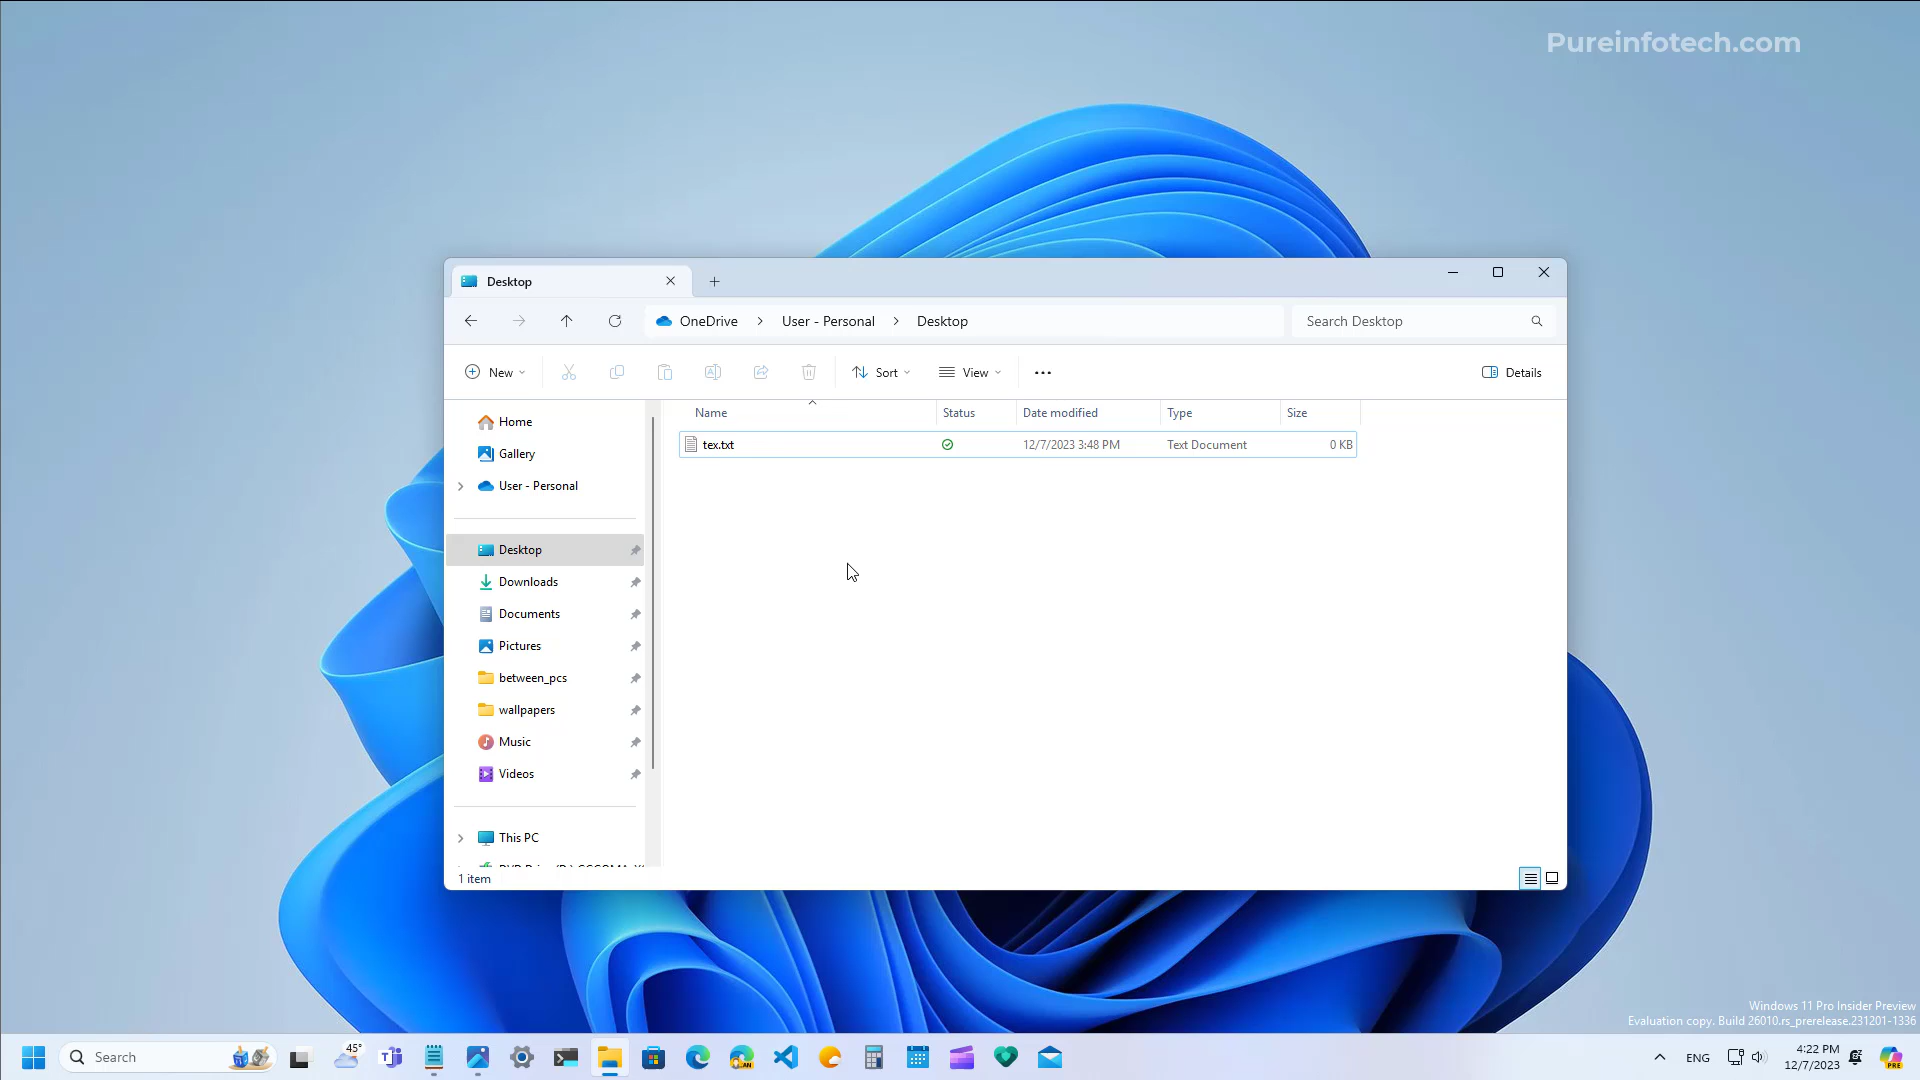 Pureinfotech.com
Desktop
OneDrive User - Personal Desktop
Search Desktop
New
Sort
View
Details
Name Status Date modified Type Size
tex.txt 12/7/2023 3:48 PM Text Document 0 KB
Home
Gallery
User - Personal
Desktop
Downloads
Documents
Pictures
between_pcs
wallpapers
Music
Videos
This PC
1 item
Windows 11 Pro Insider Preview
Evaluation copy. Build 26010.rs_prerelease.231201-1336
Search
45°
CAN
ENG
4:22 PM
12/7/2023
PRE